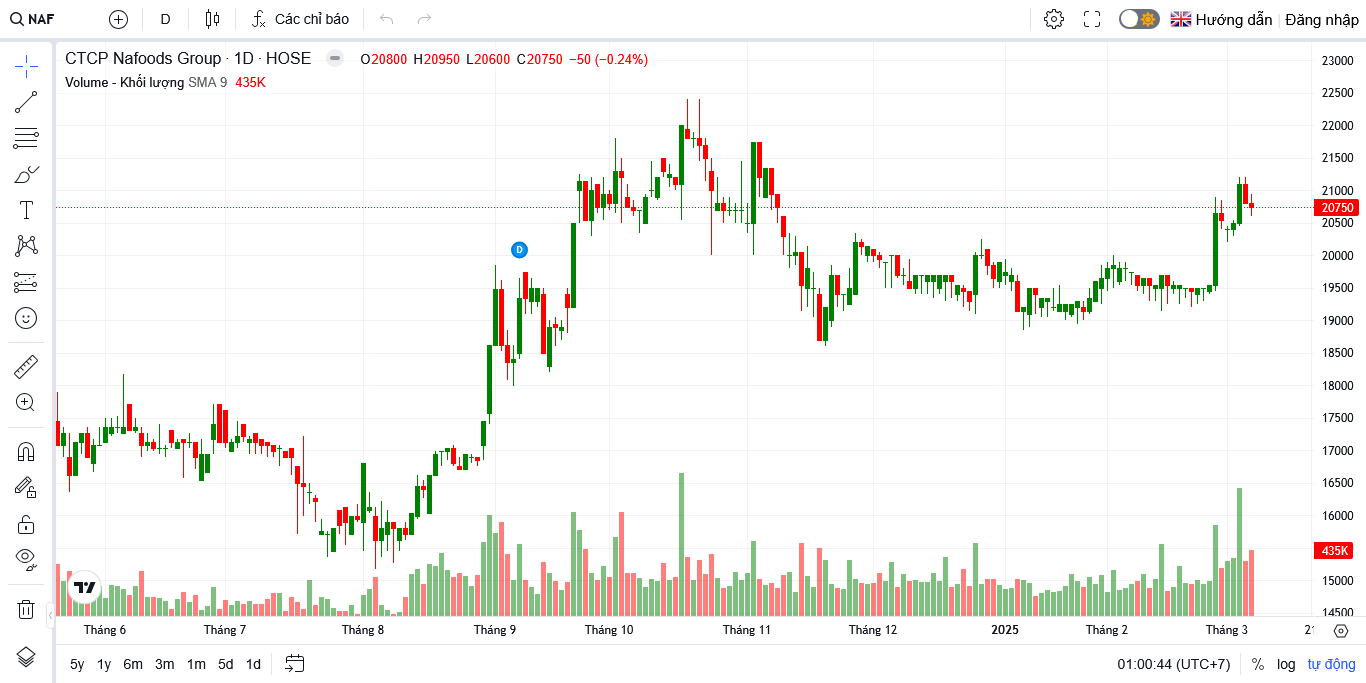 NAF D Các chỉ báo Hướng dẫn Đăng nhập
CTCP Nafoods Group · 1D · HOSE O20800 H20950 L20600 C20750 −50 (−0.24%)
Volume - Khối lượng SMA 9 435K
23000
22500
22000
21500
21000
20750
20500
20000
19500
19000
18500
18000
17500
17000
16500
16000
435K
15000
14500
D
T
Tháng 6 Tháng 7 Tháng 8 Tháng 9 Tháng 10 Tháng 11 Tháng 12 2025 Tháng 2 Tháng 3
5y 1y 6m 3m 1m 5d 1d 01:00:44 (UTC+7) % log tự động